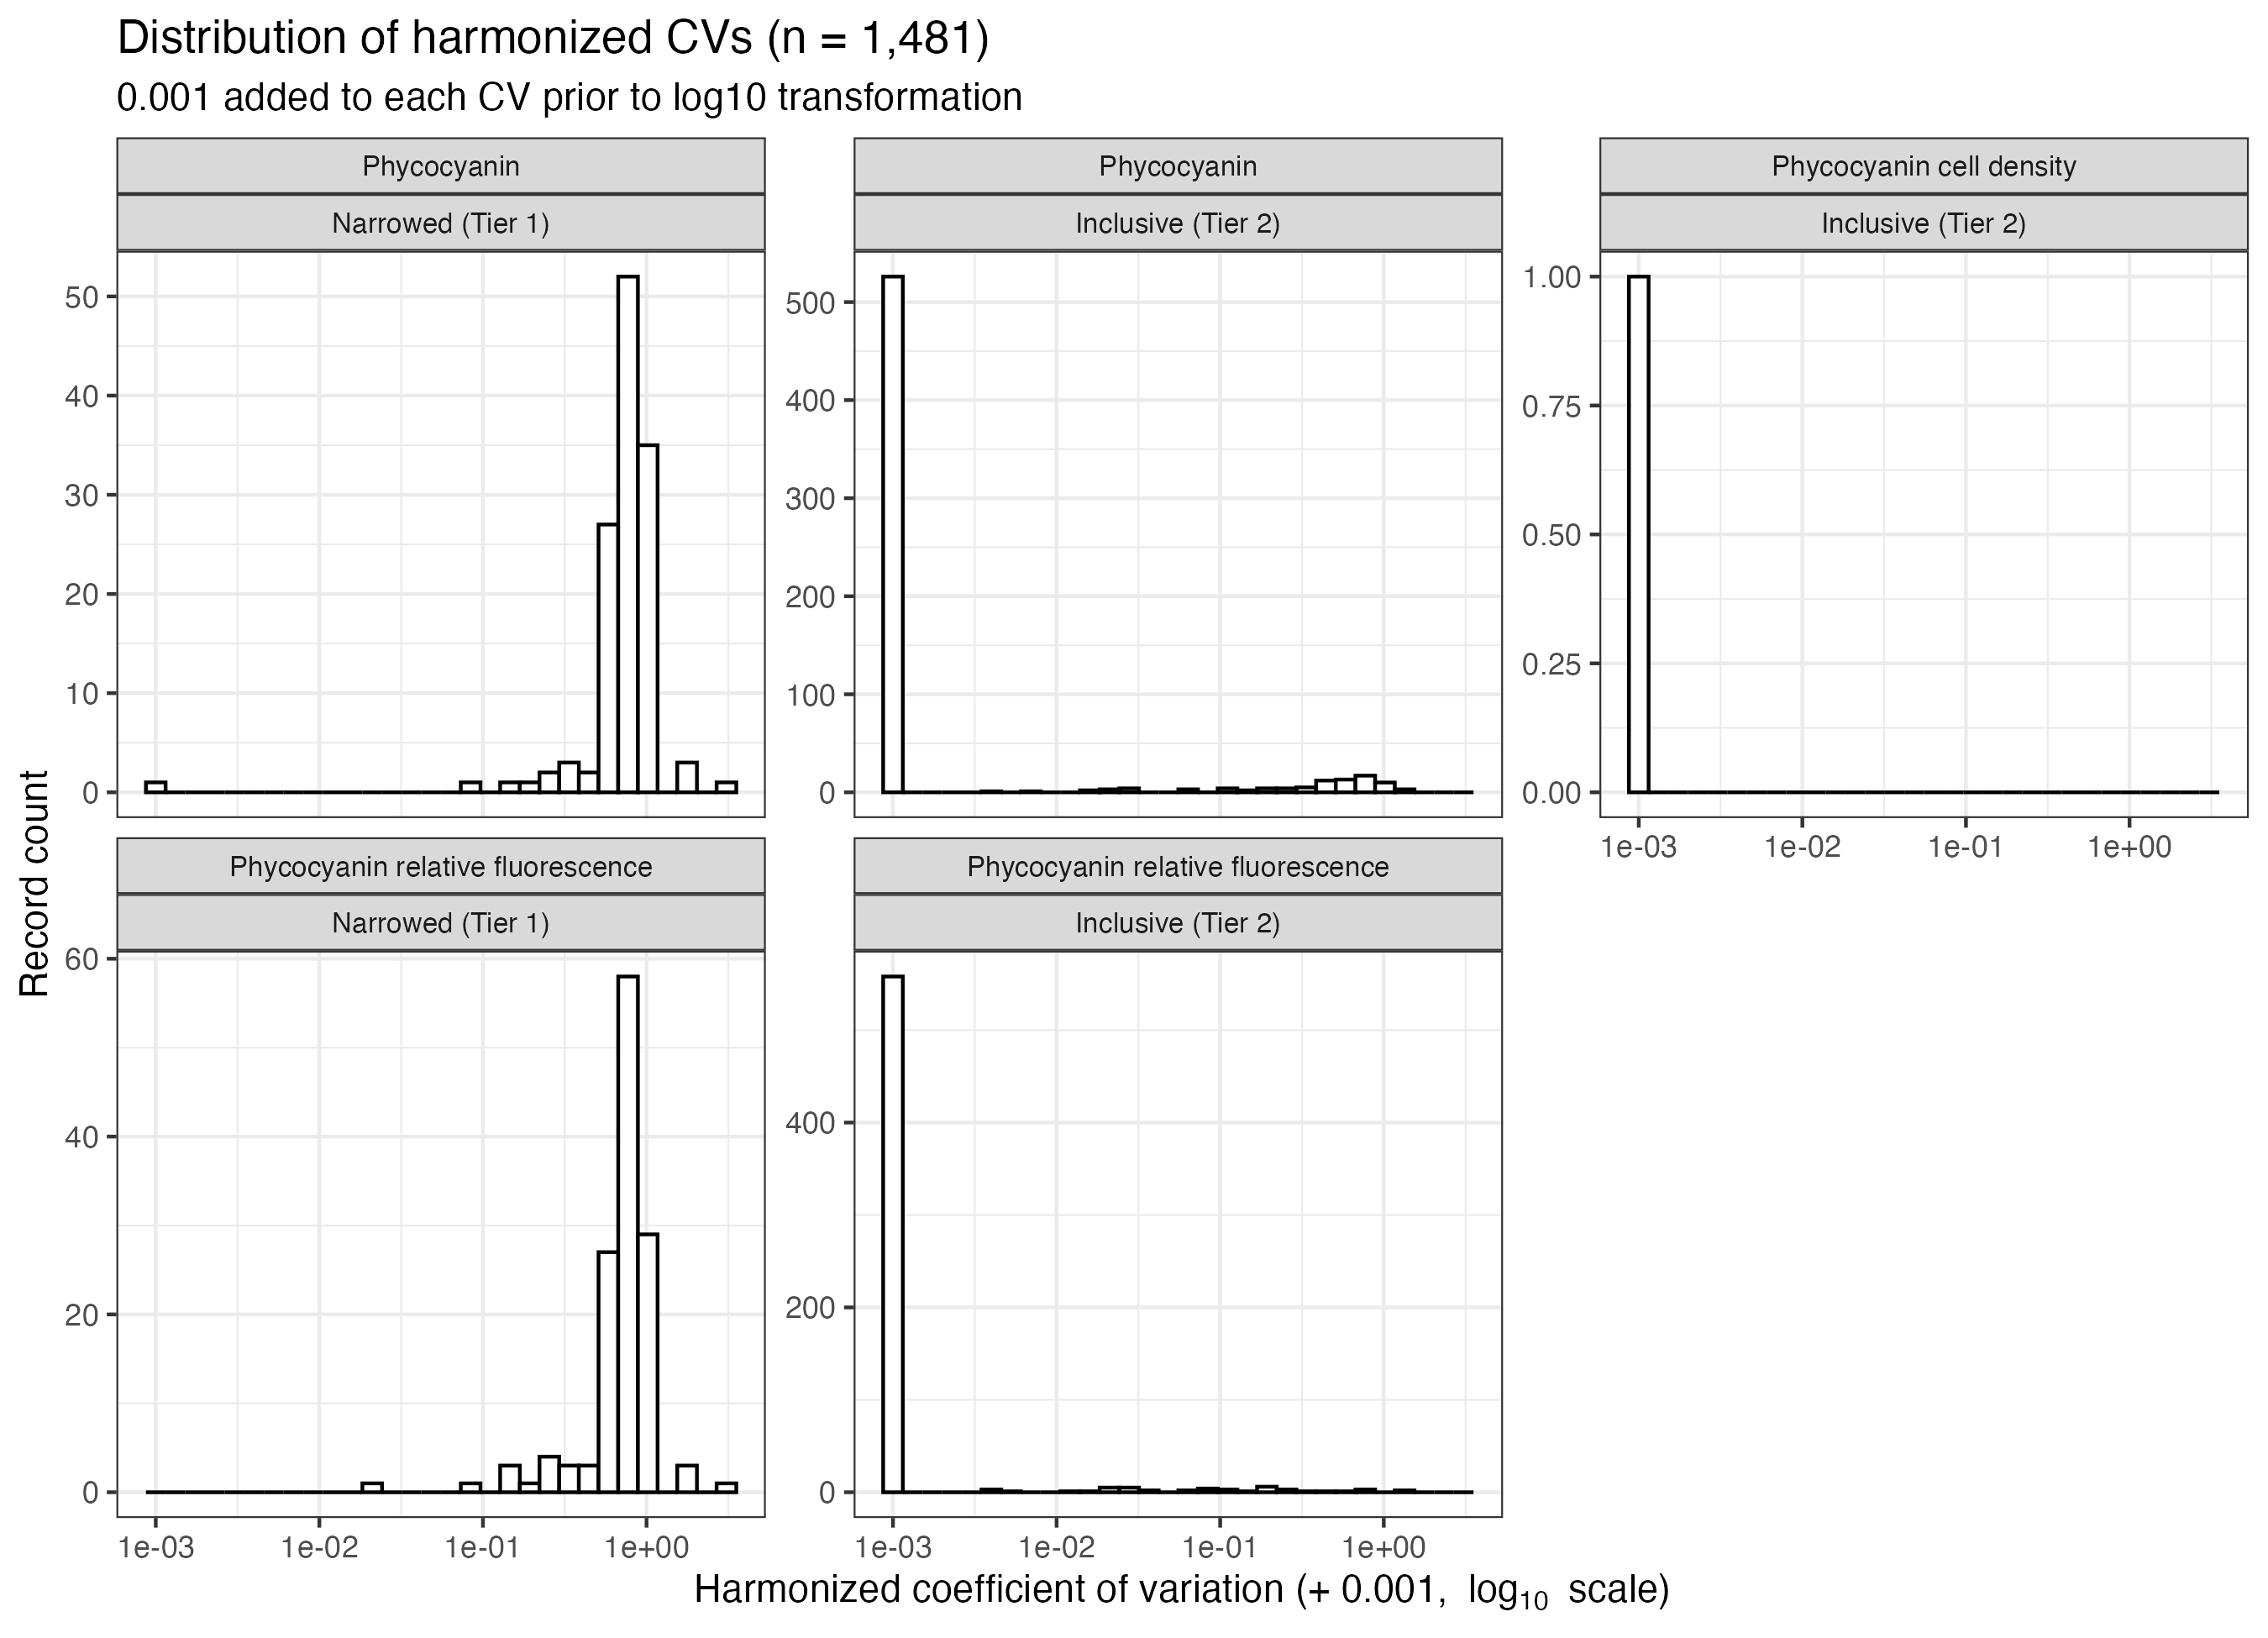 Distribution of harmonized CVs (n = 1,481)
0.001 added to each CV prior to log10 transformation
Phycocyanin
Narrowed (Tier 1)
50
40
30
20
10
0
Phycocyanin
Inclusive (Tier 2)
500
400
300
200
100
0
Phycocyanin cell density
Inclusive (Tier 2)
1.00
0.75
0.50
0.25
0.00
1e-03 1e-02 1e-01 1e+00
Record count
Phycocyanin relative fluorescence
Narrowed (Tier 1)
60
40
20
0
1e-03 1e-02 1e-01 1e+00
Phycocyanin relative fluorescence
Inclusive (Tier 2)
400
200
0
1e-03 1e-02 1e-01 1e+00
Harmonized coefficient of variation (+ 0.001, log₁₀ scale)